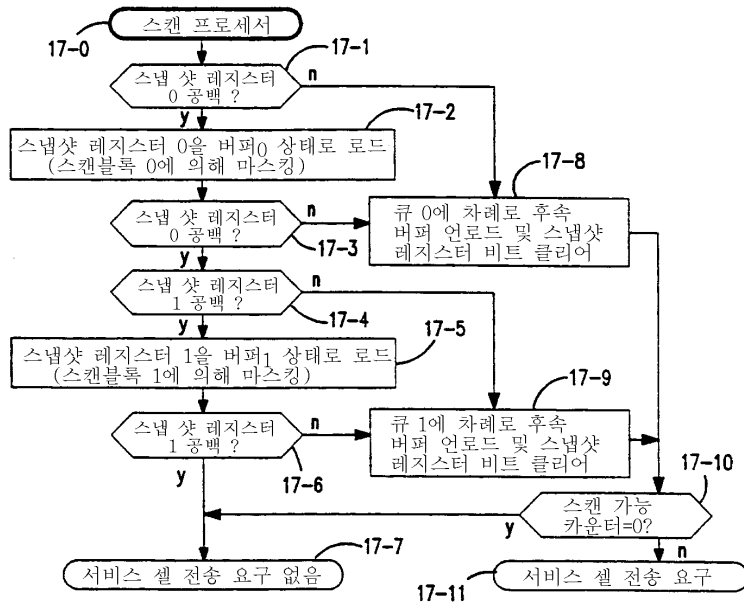 스캔 프로세서
17-0
17-1
스냅 샷 레지스터
0 공백 ?
n
y
17-2
스냅샷 레지스터 0을 버퍼0 상태로 로드
(스캔블록 0에 의해 마스킹)
17-8
스냅 샷 레지스터
0 공백 ?
n
17-3
y
큐 0에 차례로 후속
버퍼 언로드 및 스냅샷
레지스터 비트 클리어
스냅 샷 레지스터
1 공백 ?
n
17-4
y
17-5
스냅샷 레지스터 1을 버퍼1 상태로 로드
(스캔블록 1에 의해 마스킹)
17-9
스냅 샷 레지스터
1 공백 ?
n
17-6
y
큐 1에 차례로 후속
버퍼 언로드 및 스냅샷
레지스터 비트 클리어
17-10
스캔 가능
카운터=0?
y
n
17-7
서비스 셀 전송 요구 없음
17-11
서비스 셀 전송 요구